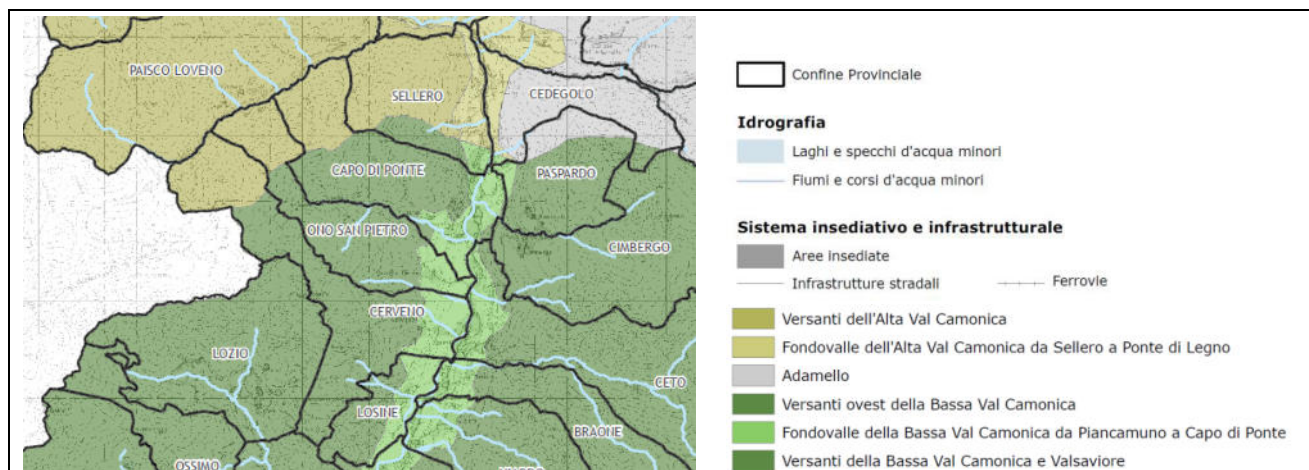 PAISCO LOVENO
SELLERO
CEDEGOLO
CAPO DI PONTE
PASPARDO
ONO SAN PIETRO
CIMBERGO
CERVENO
LOZIO
CETO
LOSINE
BRAONE
OSSIMO
Confine Provinciale
Idrografia
Laghi e specchi d'acqua minori
Fiumi e corsi d'acqua minori
Sistema insediativo e infrastrutturale
Aree insediate
Infrastrutture stradali Ferrovie
Versanti dell'Alta Val Camonica
Fondovalle dell'Alta Val Camonica da Sellero a Ponte di Legno
Adamello
Versanti ovest della Bassa Val Camonica
Fondovalle della Bassa Val Camonica da Piancamuno a Capo di Ponte
Versanti della Bassa Val Camonica e Valsaviore